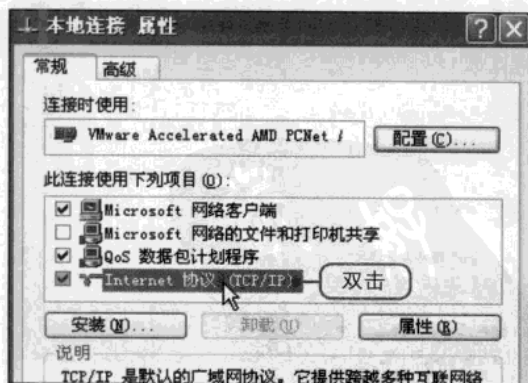 本地连接 属性
常规 高级
连接时使用:
VMware Accelerated AMD PCNet 配置(C)...
此连接使用下列项目(O):
Microsoft 网络客户端
Microsoft 网络的文件和打印机共享
QoS 数据包计划程序
Internet 协议 (TCP/IP) 双击
安装(N)... 卸载(U) 属性(R)
说明
TCP/IP 是默认的广域网协议。它提供跨越多种互联网络